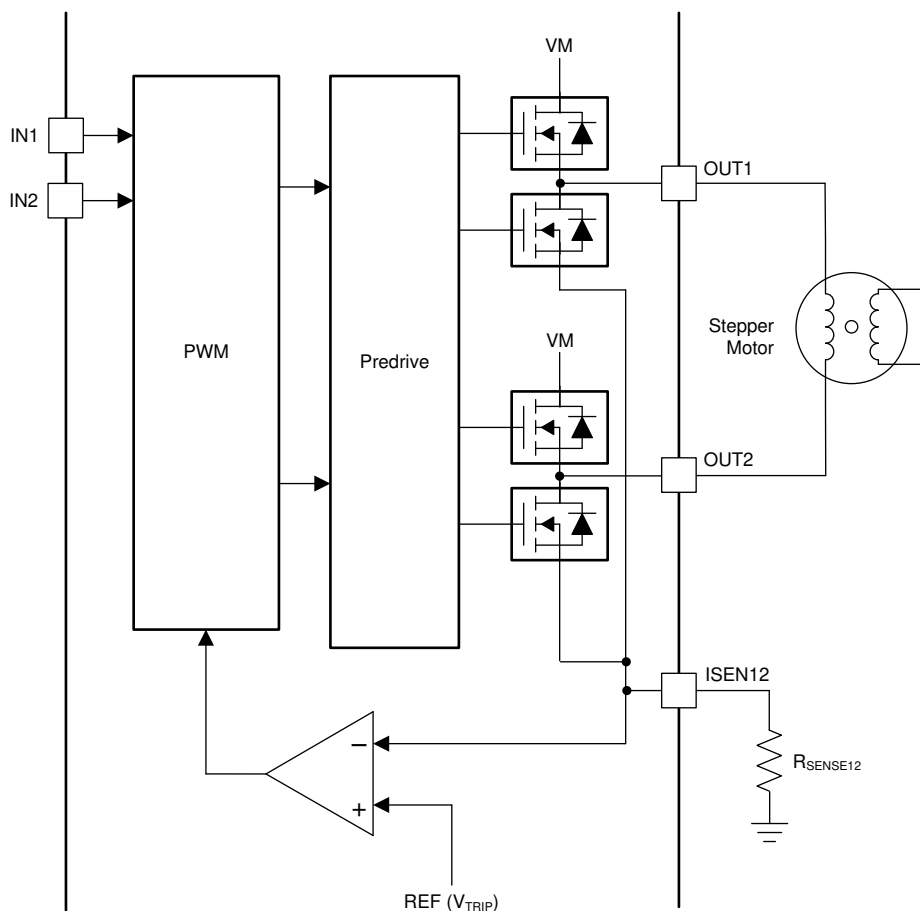 VM
IN1
IN2
OUT1
PWM
Predrive
Stepper
Motor
VM
OUT2
ISEN12
−
+
RSENSE12
REF (VTRIP)